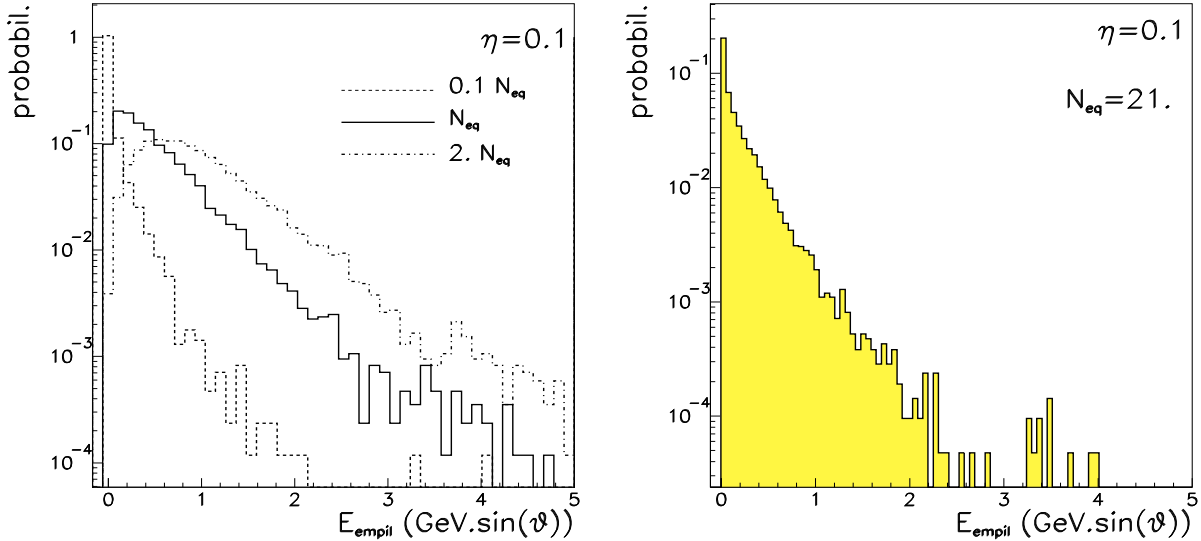 probabil.
η=0.1
0.1 N_eq
N_eq
2. N_eq
1
10^-1
10^-2
10^-3
10^-4
0 1 2 3 4 5
E_empil (GeV.sin(ϑ))
probabil.
η=0.1
N_eq=21.
10^-1
10^-2
10^-3
10^-4
0 1 2 3 4 5
E_empil (GeV.sin(ϑ))